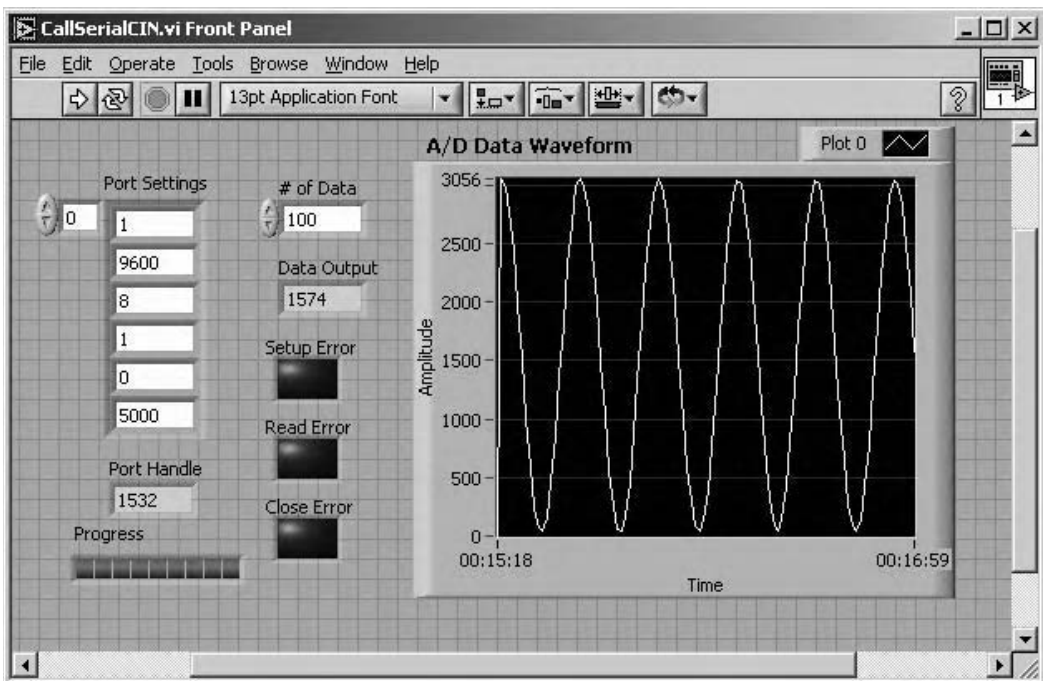 CallSerialCIN.vi Front Panel
File Edit Operate Tools Browse Window Help
13pt Application Font
1
A/D Data Waveform
Plot 0
Port Settings
0
1
9600
8
1
0
5000
Port Handle
1532
Progress
# of Data
100
Data Output
1574
Setup Error
Read Error
Close Error
Amplitude
3056
2500
2000
1500
1000
500
0
00:15:18
00:16:59
Time